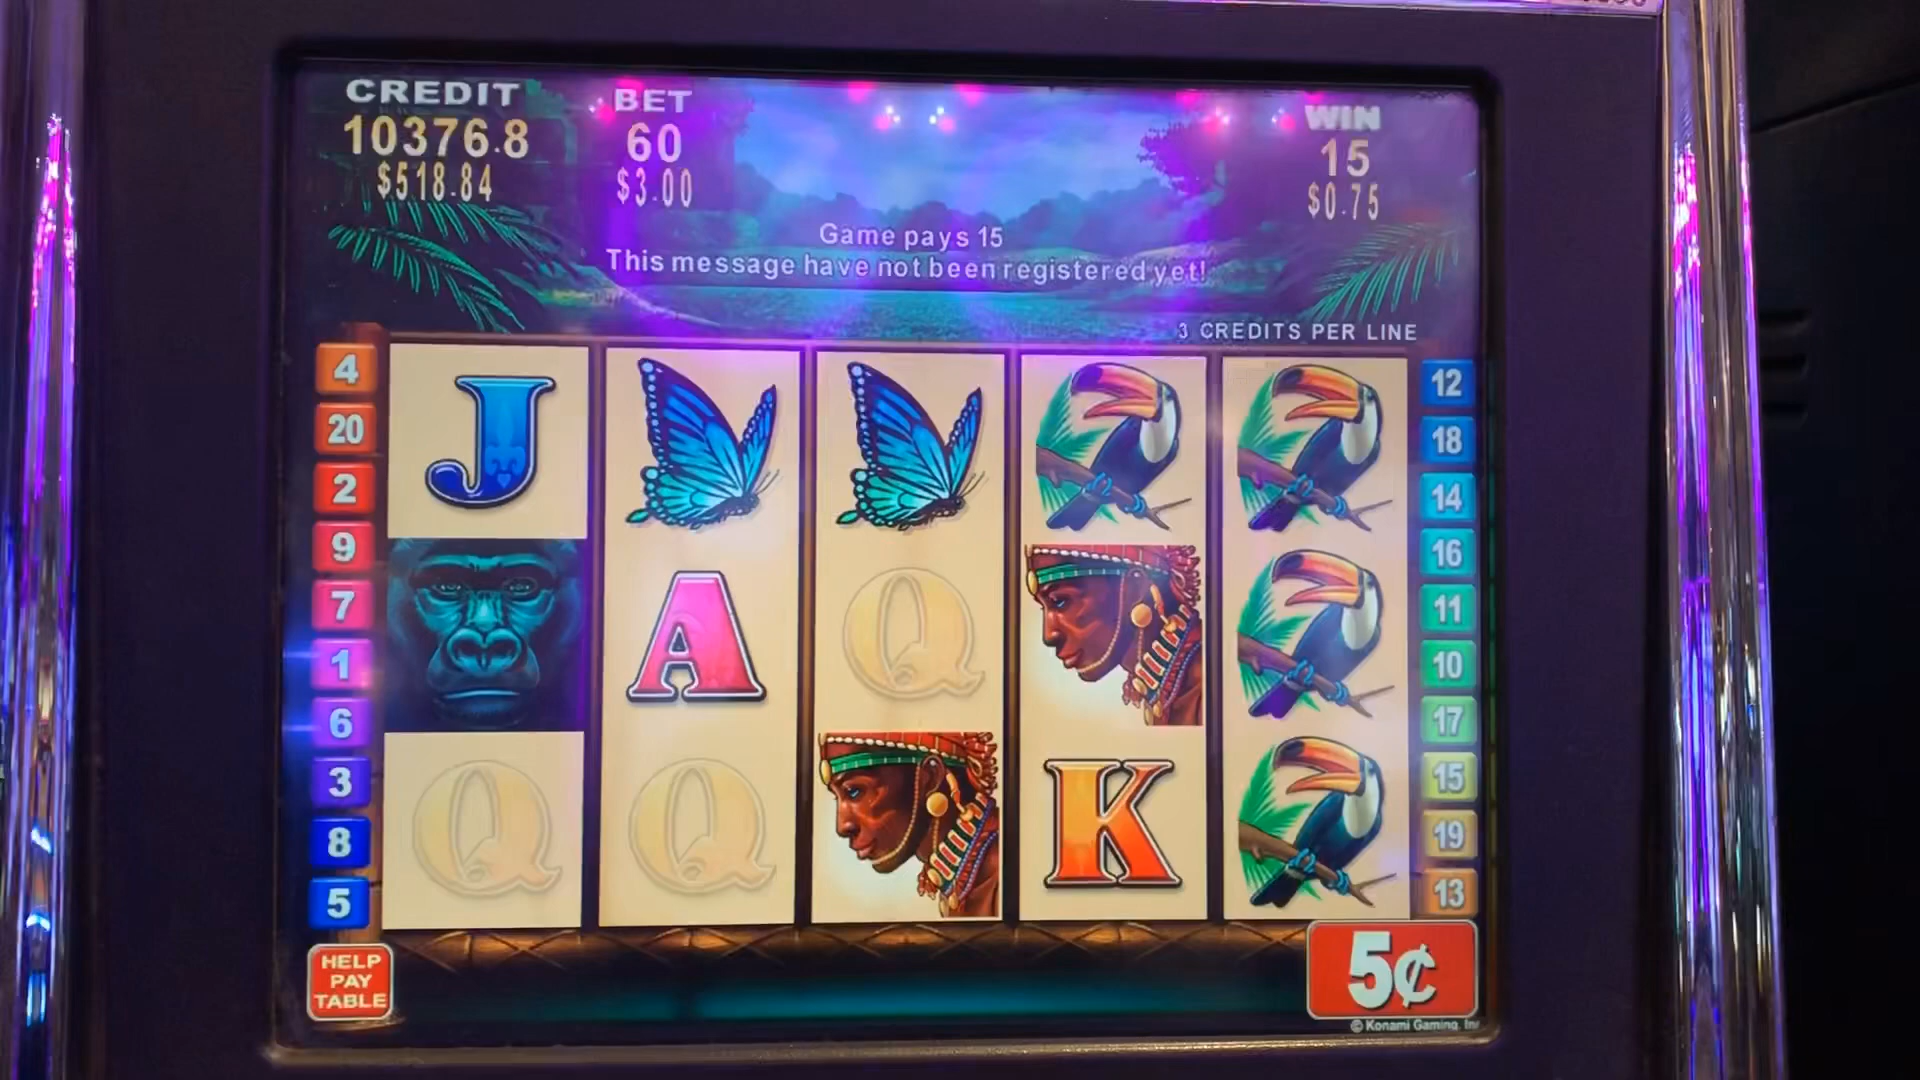 CREDIT
10376.8
$518.84
BET
60
$3.00
WIN
15
$0.75
Game pays 15
This message have not been registered yet!
3 CREDITS PER LINE
4
20
2
9
7
1
6
3
8
5
J
A
Q
Q
Q
K
12
18
14
16
11
10
17
15
19
13
HELP
PAY
TABLE
5¢
© Konami Gaming, In